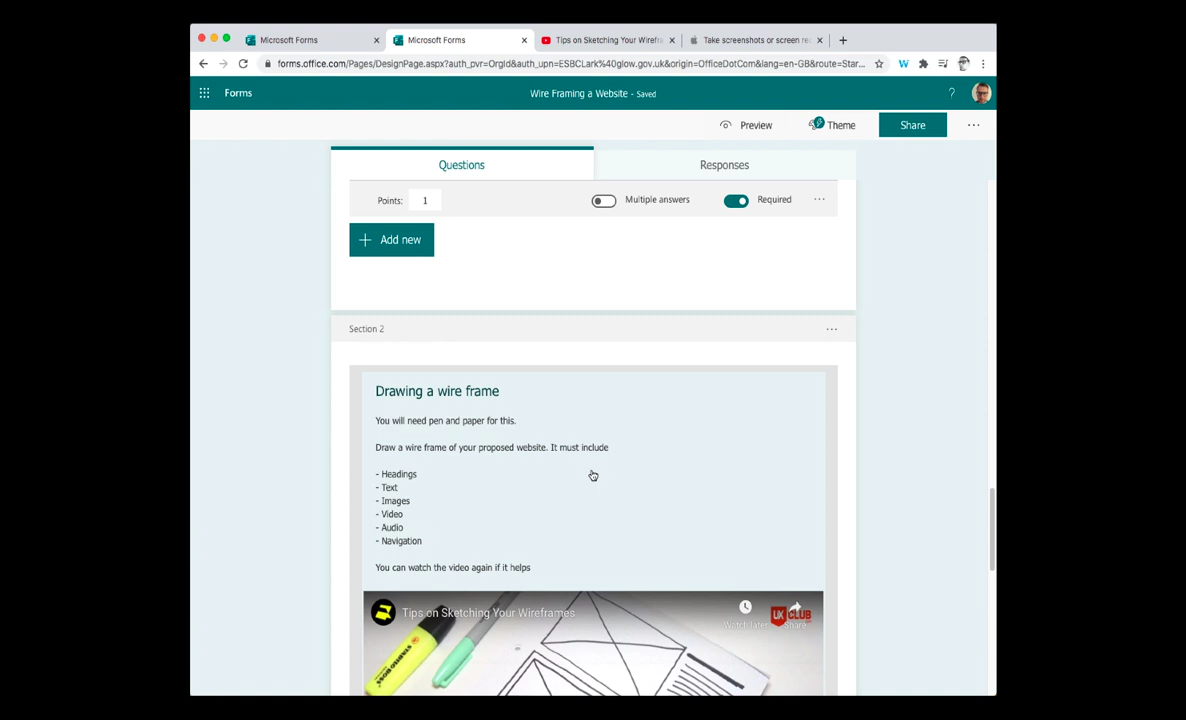 Microsoft Forms
Microsoft Forms
Tips on Sketching Your Wirefra
Take screenshots or screen re
forms.office.com/Pages/DesignPage.aspx?auth_pvr=OrgId&auth_upn=ESBCLark%40glow.gov.uk&origin=OfficeDotCom&lang=en-GB&route=Star...
W
Forms
Wire Framing a Website - Saved
?
Preview
Theme
Share
Questions
Responses
Points: 1
Multiple answers
Required
Add new
Section 2
Drawing a wire frame
You will need pen and paper for this.
Draw a wire frame of your proposed website. It must include
- Headings
- Text
- Images
- Video
- Audio
- Navigation
You can watch the video again if it helps
Tips on Sketching Your Wireframes
UX CLUB
Watch later
Share
STABILO BOSS